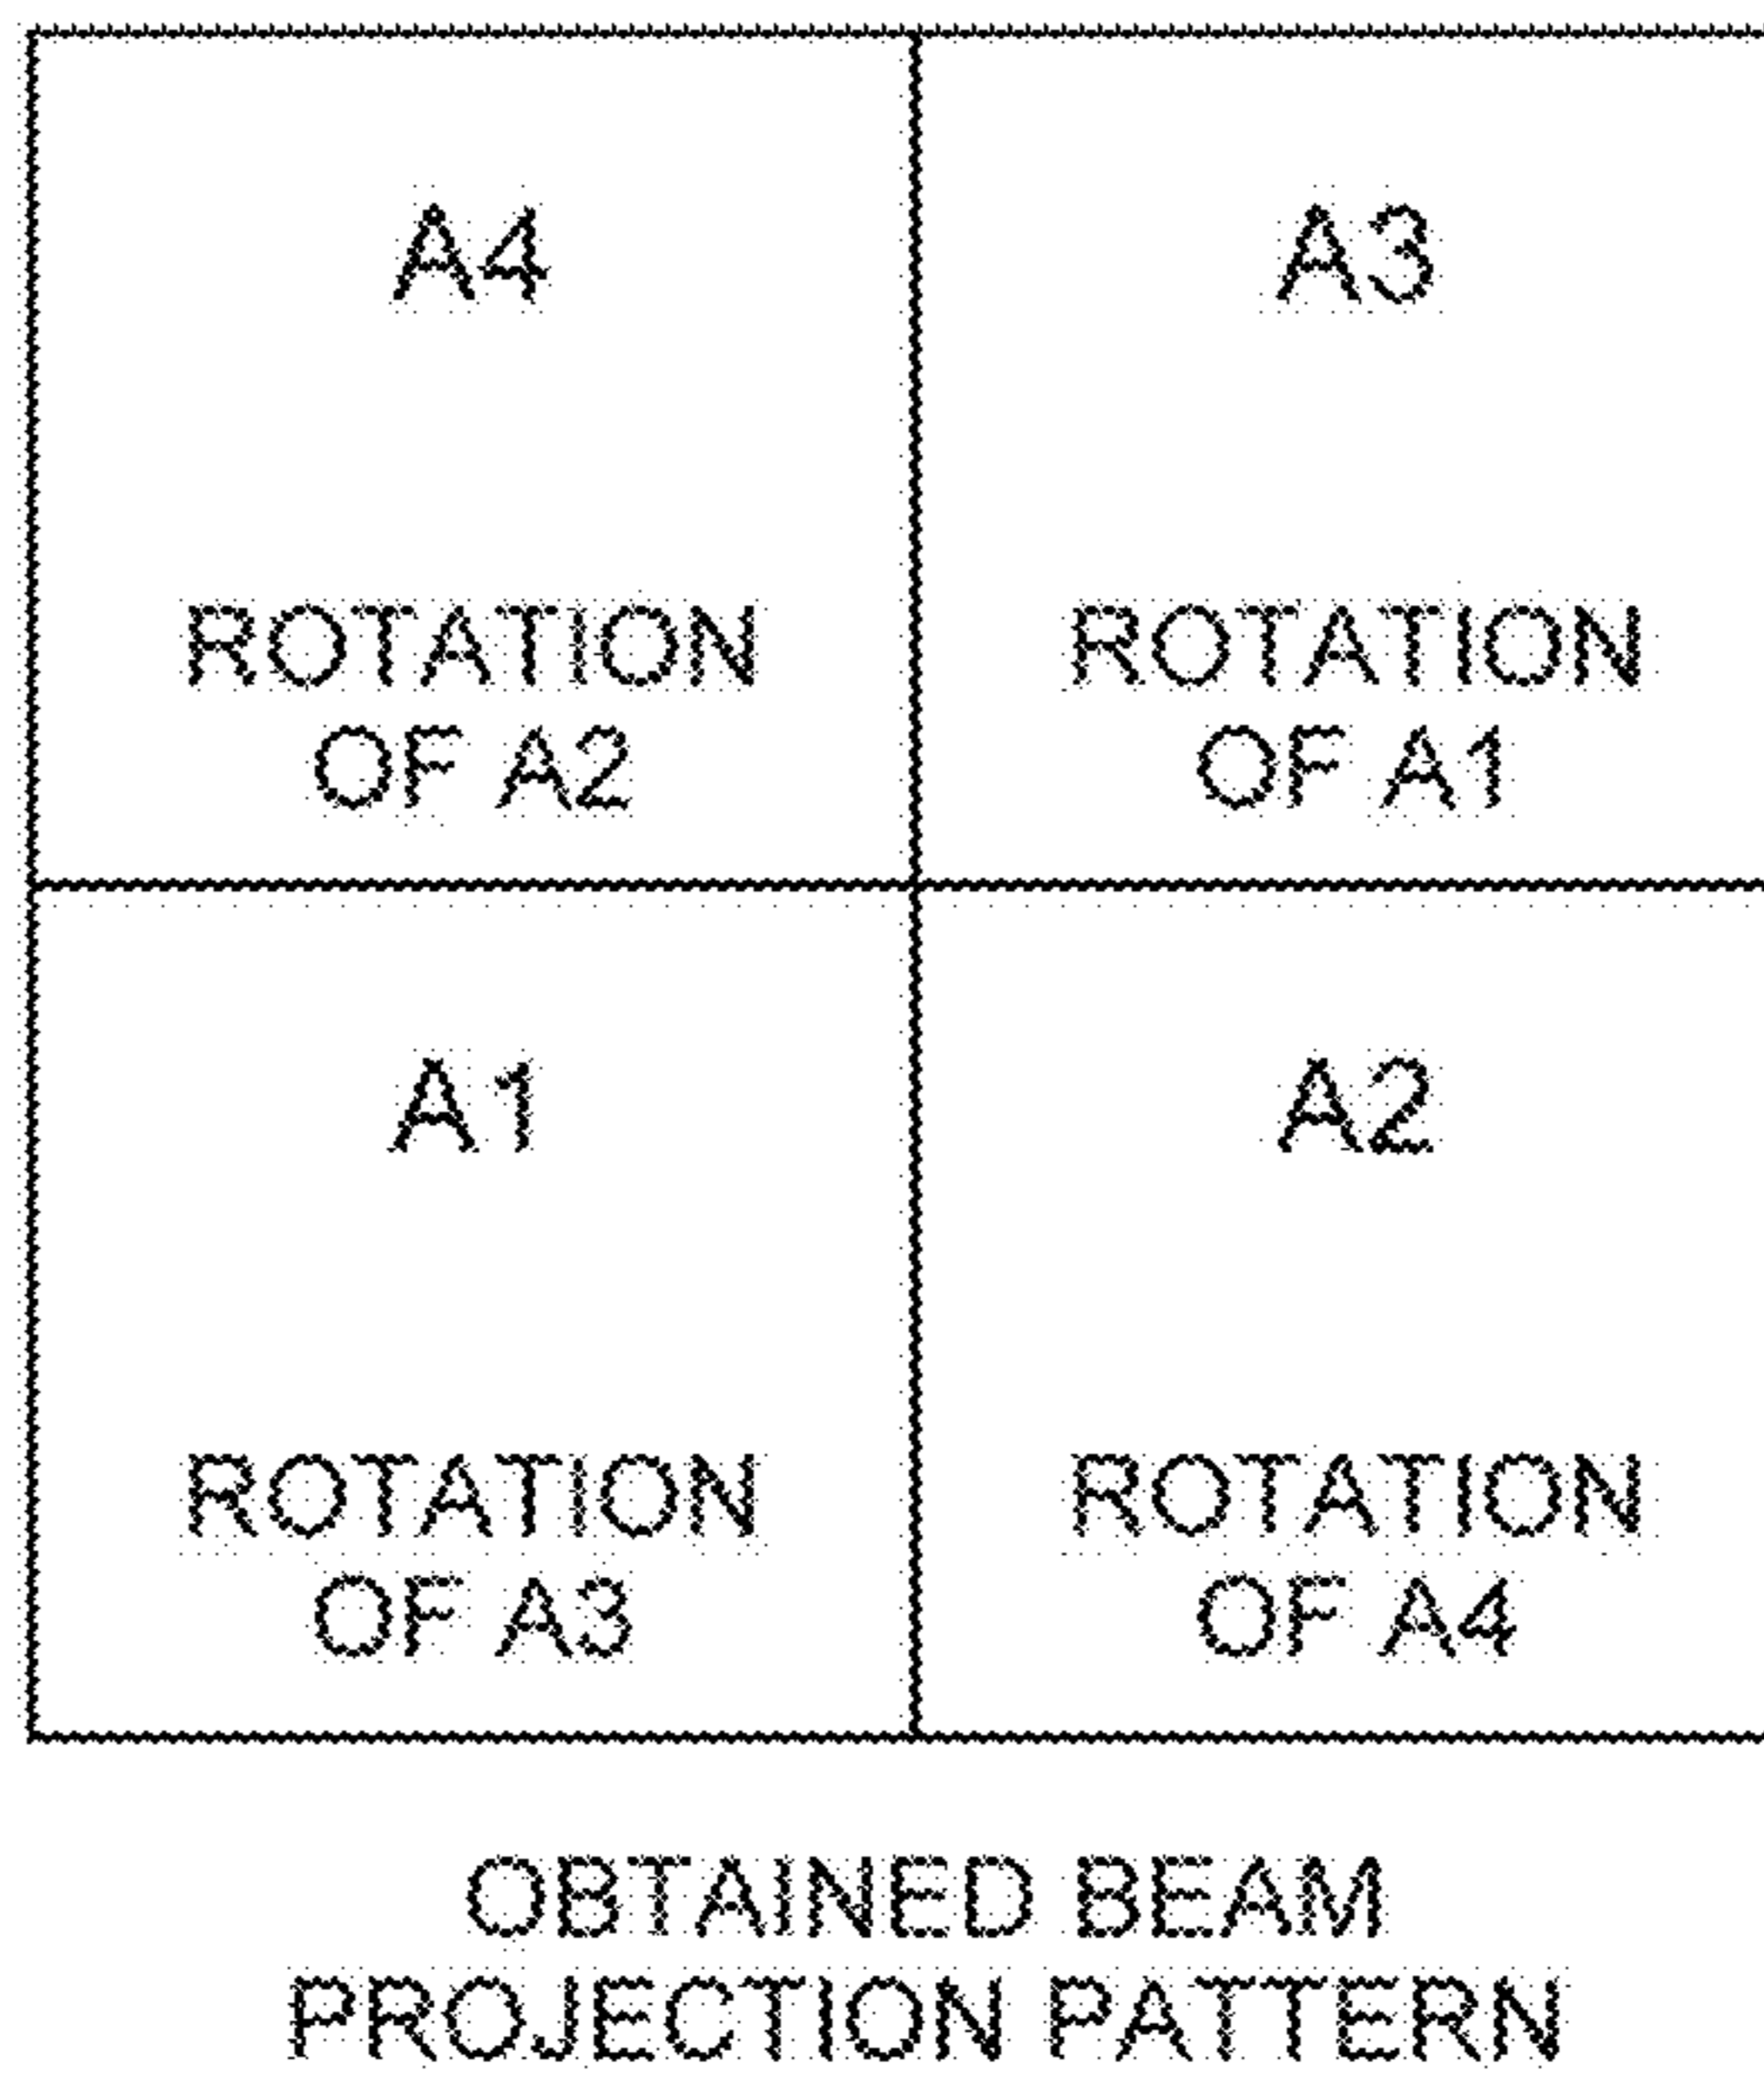 A4
ROTATION
OF A2
A3
ROTATION
OF A1
A1
ROTATION
OF A3
A2
ROTATION
OF A4
OBTAINED BEAM
PROJECTION PATTERN